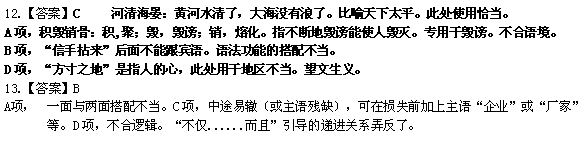 12.【答案】C 河清海晏：黄河水清了，大海没有浪了。比喻天下太平。此处使用恰当。
A项，积毁销骨：积,聚；毁，毁谤；销，熔化。指不断地毁谤能使人毁灭。专用于毁谤。不合语境。
B项，“信手拈来”后面不能跟宾语。语法功能的搭配不当。
D项，“方寸之地”是指人的心，此处用于地区不当。望文生义。
13.【答案】B
A项， 一面与两面搭配不当。C项，中途易辙（或主语残缺），可在损失前加上主语“企业”或“厂家”
等。D项，不合逻辑。“不仅......而且”引导的递进关系弄反了。